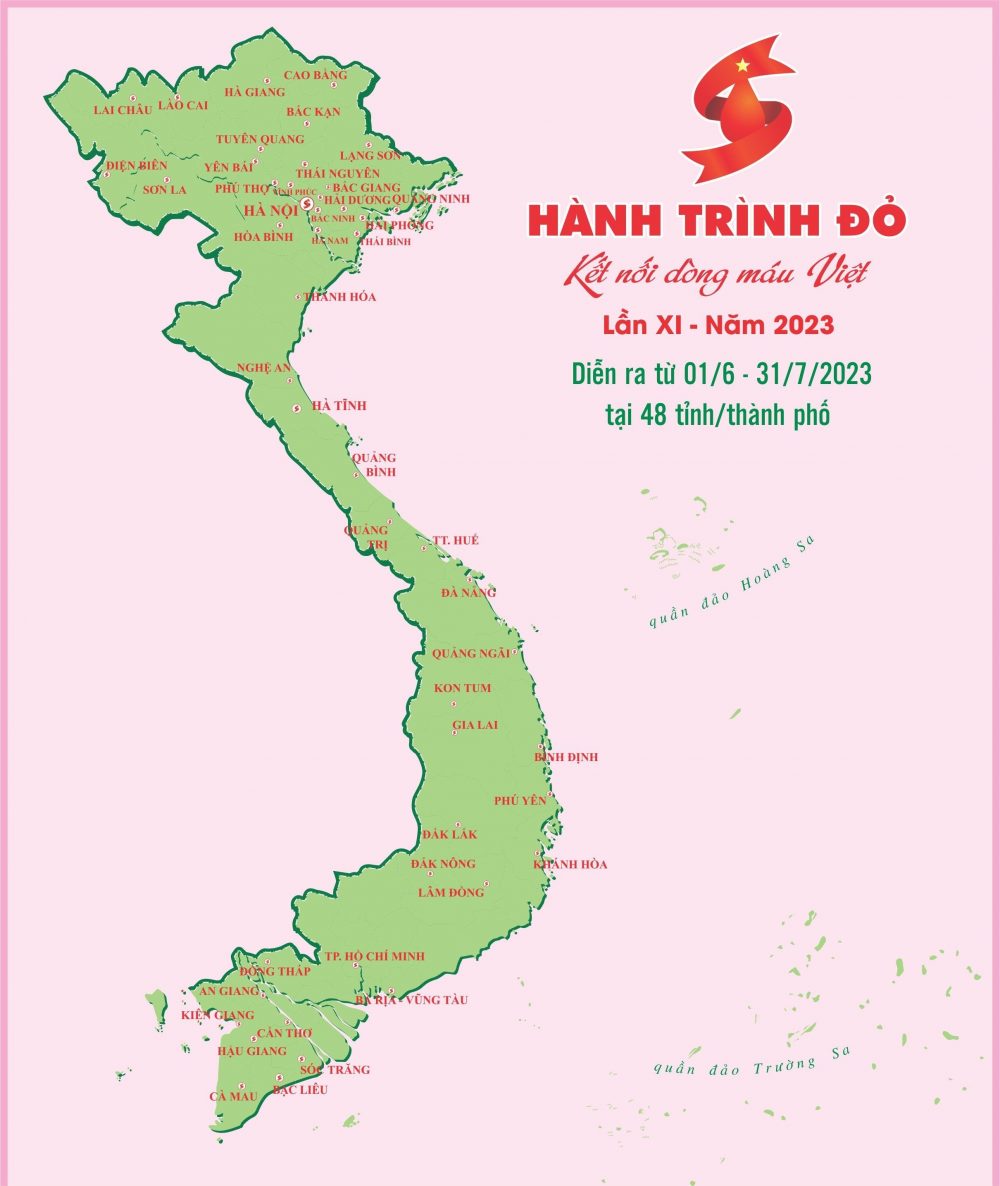 HÀNH TRÌNH ĐỎ
Kết nối dòng máu Việt
Lần XI - Năm 2023
Diễn ra từ 01/6 - 31/7/2023
tại 48 tỉnh/thành phố
CAO BẰNG
HÀ GIANG
LAI CHÂU
LÀO CAI
BẮC KẠN
TUYÊN QUANG
LẠNG SƠN
ĐIỆN BIÊN
YÊN BÁI
THÁI NGUYÊN
SƠN LA
PHÚ THỌ
VĨNH PHÚC
BẮC GIANG
HẢI DƯƠNG
QUẢNG NINH
HÀ NỘI
BẮC NINH
HẢI PHÒNG
HÒA BÌNH
HÀ NAM
THÁI BÌNH
THANH HÓA
NGHỆ AN
HÀ TĨNH
QUẢNG
BÌNH
QUẢNG
TRỊ
TT. HUẾ
quần đảo Hoàng Sa
ĐÀ NẴNG
QUẢNG NGÃI
KON TUM
GIA LAI
BÌNH ĐỊNH
PHÚ YÊN
ĐẮK LẮK
ĐẮK NÔNG
KHÁNH HÒA
LÂM ĐỒNG
TP. HỒ CHÍ MINH
ĐỒNG THÁP
AN GIANG
BÀ RỊA - VŨNG TÀU
KIÊN GIANG
CẦN THƠ
HẬU GIANG
SÓC TRĂNG
quần đảo Trường Sa
BẠC LIÊU
CÀ MAU